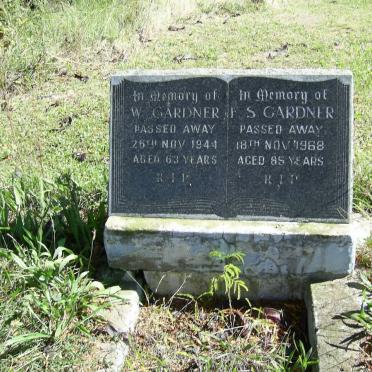 In Memory of
W. GARDNER
PASSED AWAY
26TH NOV 1944
AGED 63 YEARS
R.I.P.
In Memory of
F. S GARDNER
PASSED AWAY
18TH NOV 1968
AGED 85 YEARS
R.I.P